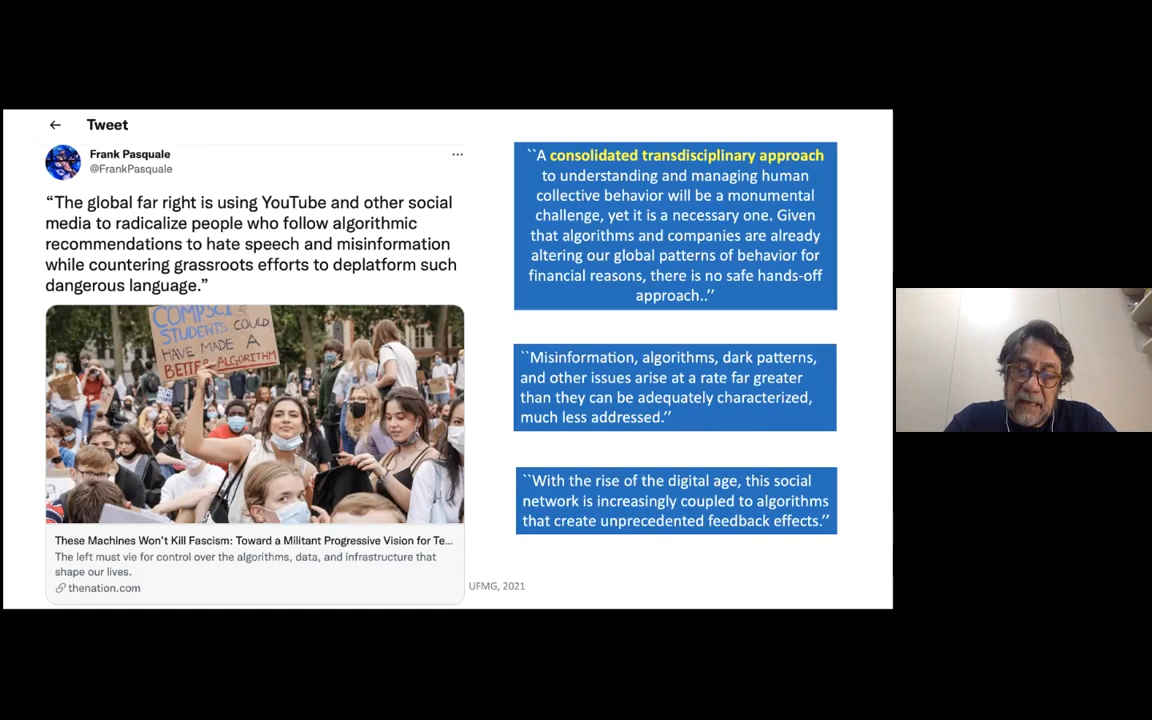 Tweet
Frank Pasquale
@FrankPasquale
“The global far right is using YouTube and other social
media to radicalize people who follow algorithmic
recommendations to hate speech and misinformation
while countering grassroots efforts to deplatform such
dangerous language.”
COMPSCI
STUDENTS COULD
HAVE MADE A
BETTER ALGORITHM
These Machines Won’t Kill Fascism: Toward a Militant Progressive Vision for Te...
The left must vie for control over the algorithms, data, and infrastructure that
shape our lives.
thenation.com
``A consolidated transdisciplinary approach
to understanding and managing human
collective behavior will be a monumental
challenge, yet it is a necessary one. Given
that algorithms and companies are already
altering our global patterns of behavior for
financial reasons, there is no safe hands-off
approach..’’
``Misinformation, algorithms, dark patterns,
and other issues arise at a rate far greater
than they can be adequately characterized,
much less addressed.’’
``With the rise of the digital age, this social
network is increasingly coupled to algorithms
that create unprecedented feedback effects.’’
UFMG, 2021